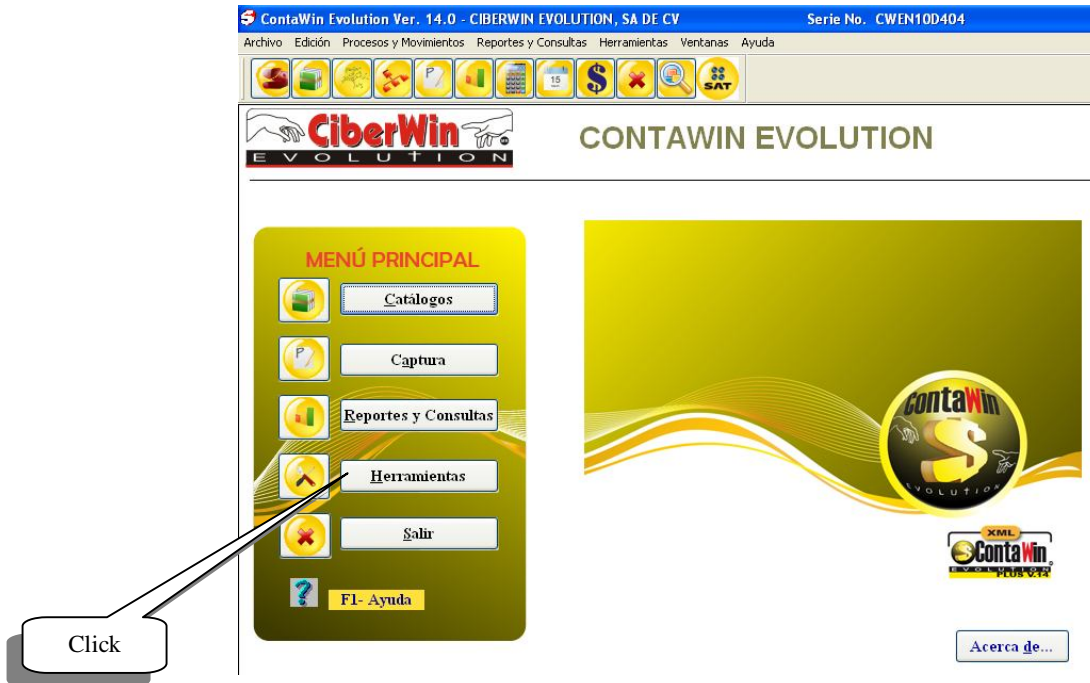 ContaWin Evolution Ver. 14.0 - CIBERWIN EVOLUTION, SA DE CV Serie No. CWEN10D404
Archivo Edición Procesos y Movimientos Reportes y Consultas Herramientas Ventanas Ayuda
P
15
$
SAT
CiberWin
EVOLUTION
CONTAWIN EVOLUTION
MENÚ PRINCIPAL
Catálogos
P
Captura
Reportes y Consultas
Herramientas
Salir
? F1- Ayuda
ContaWin
$
EVOLUTION
XML
ContaWin
EVOLUTION
PLUS V.14
Acerca de...
Click